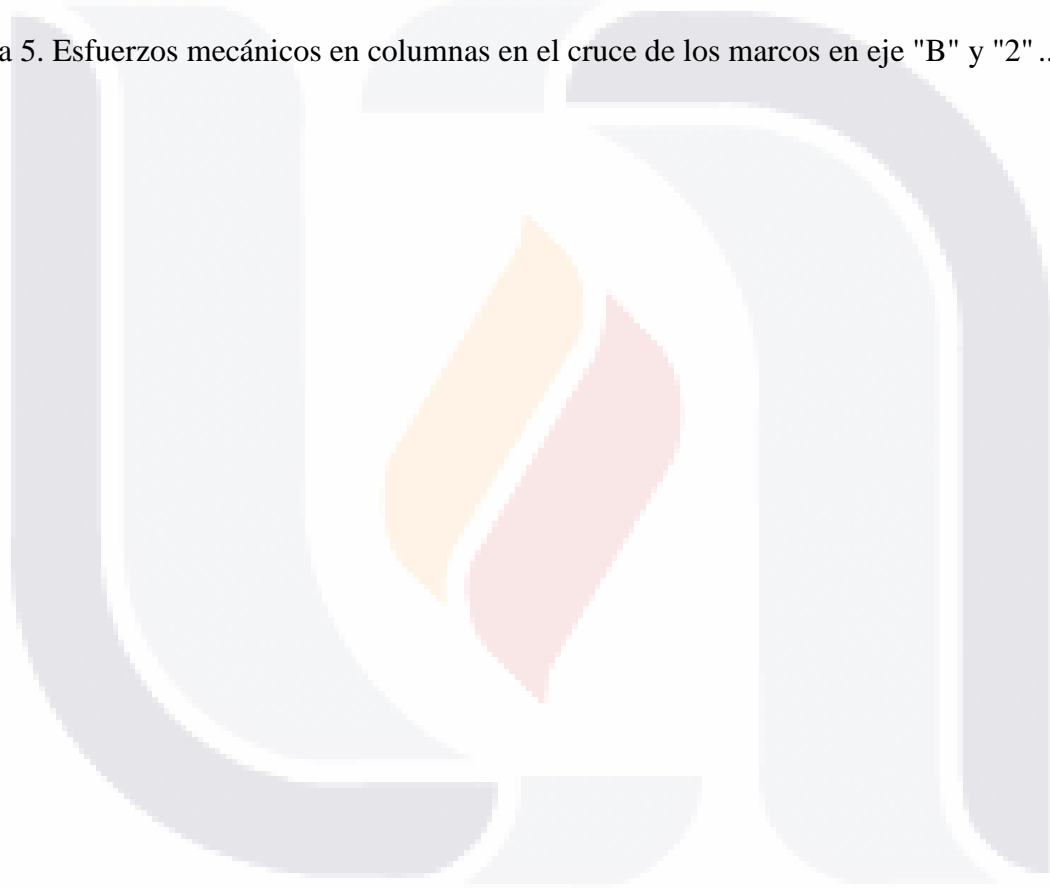 a 5. Esfuerzos mecánicos en columnas en el cruce de los marcos en eje "B" y "2" ..